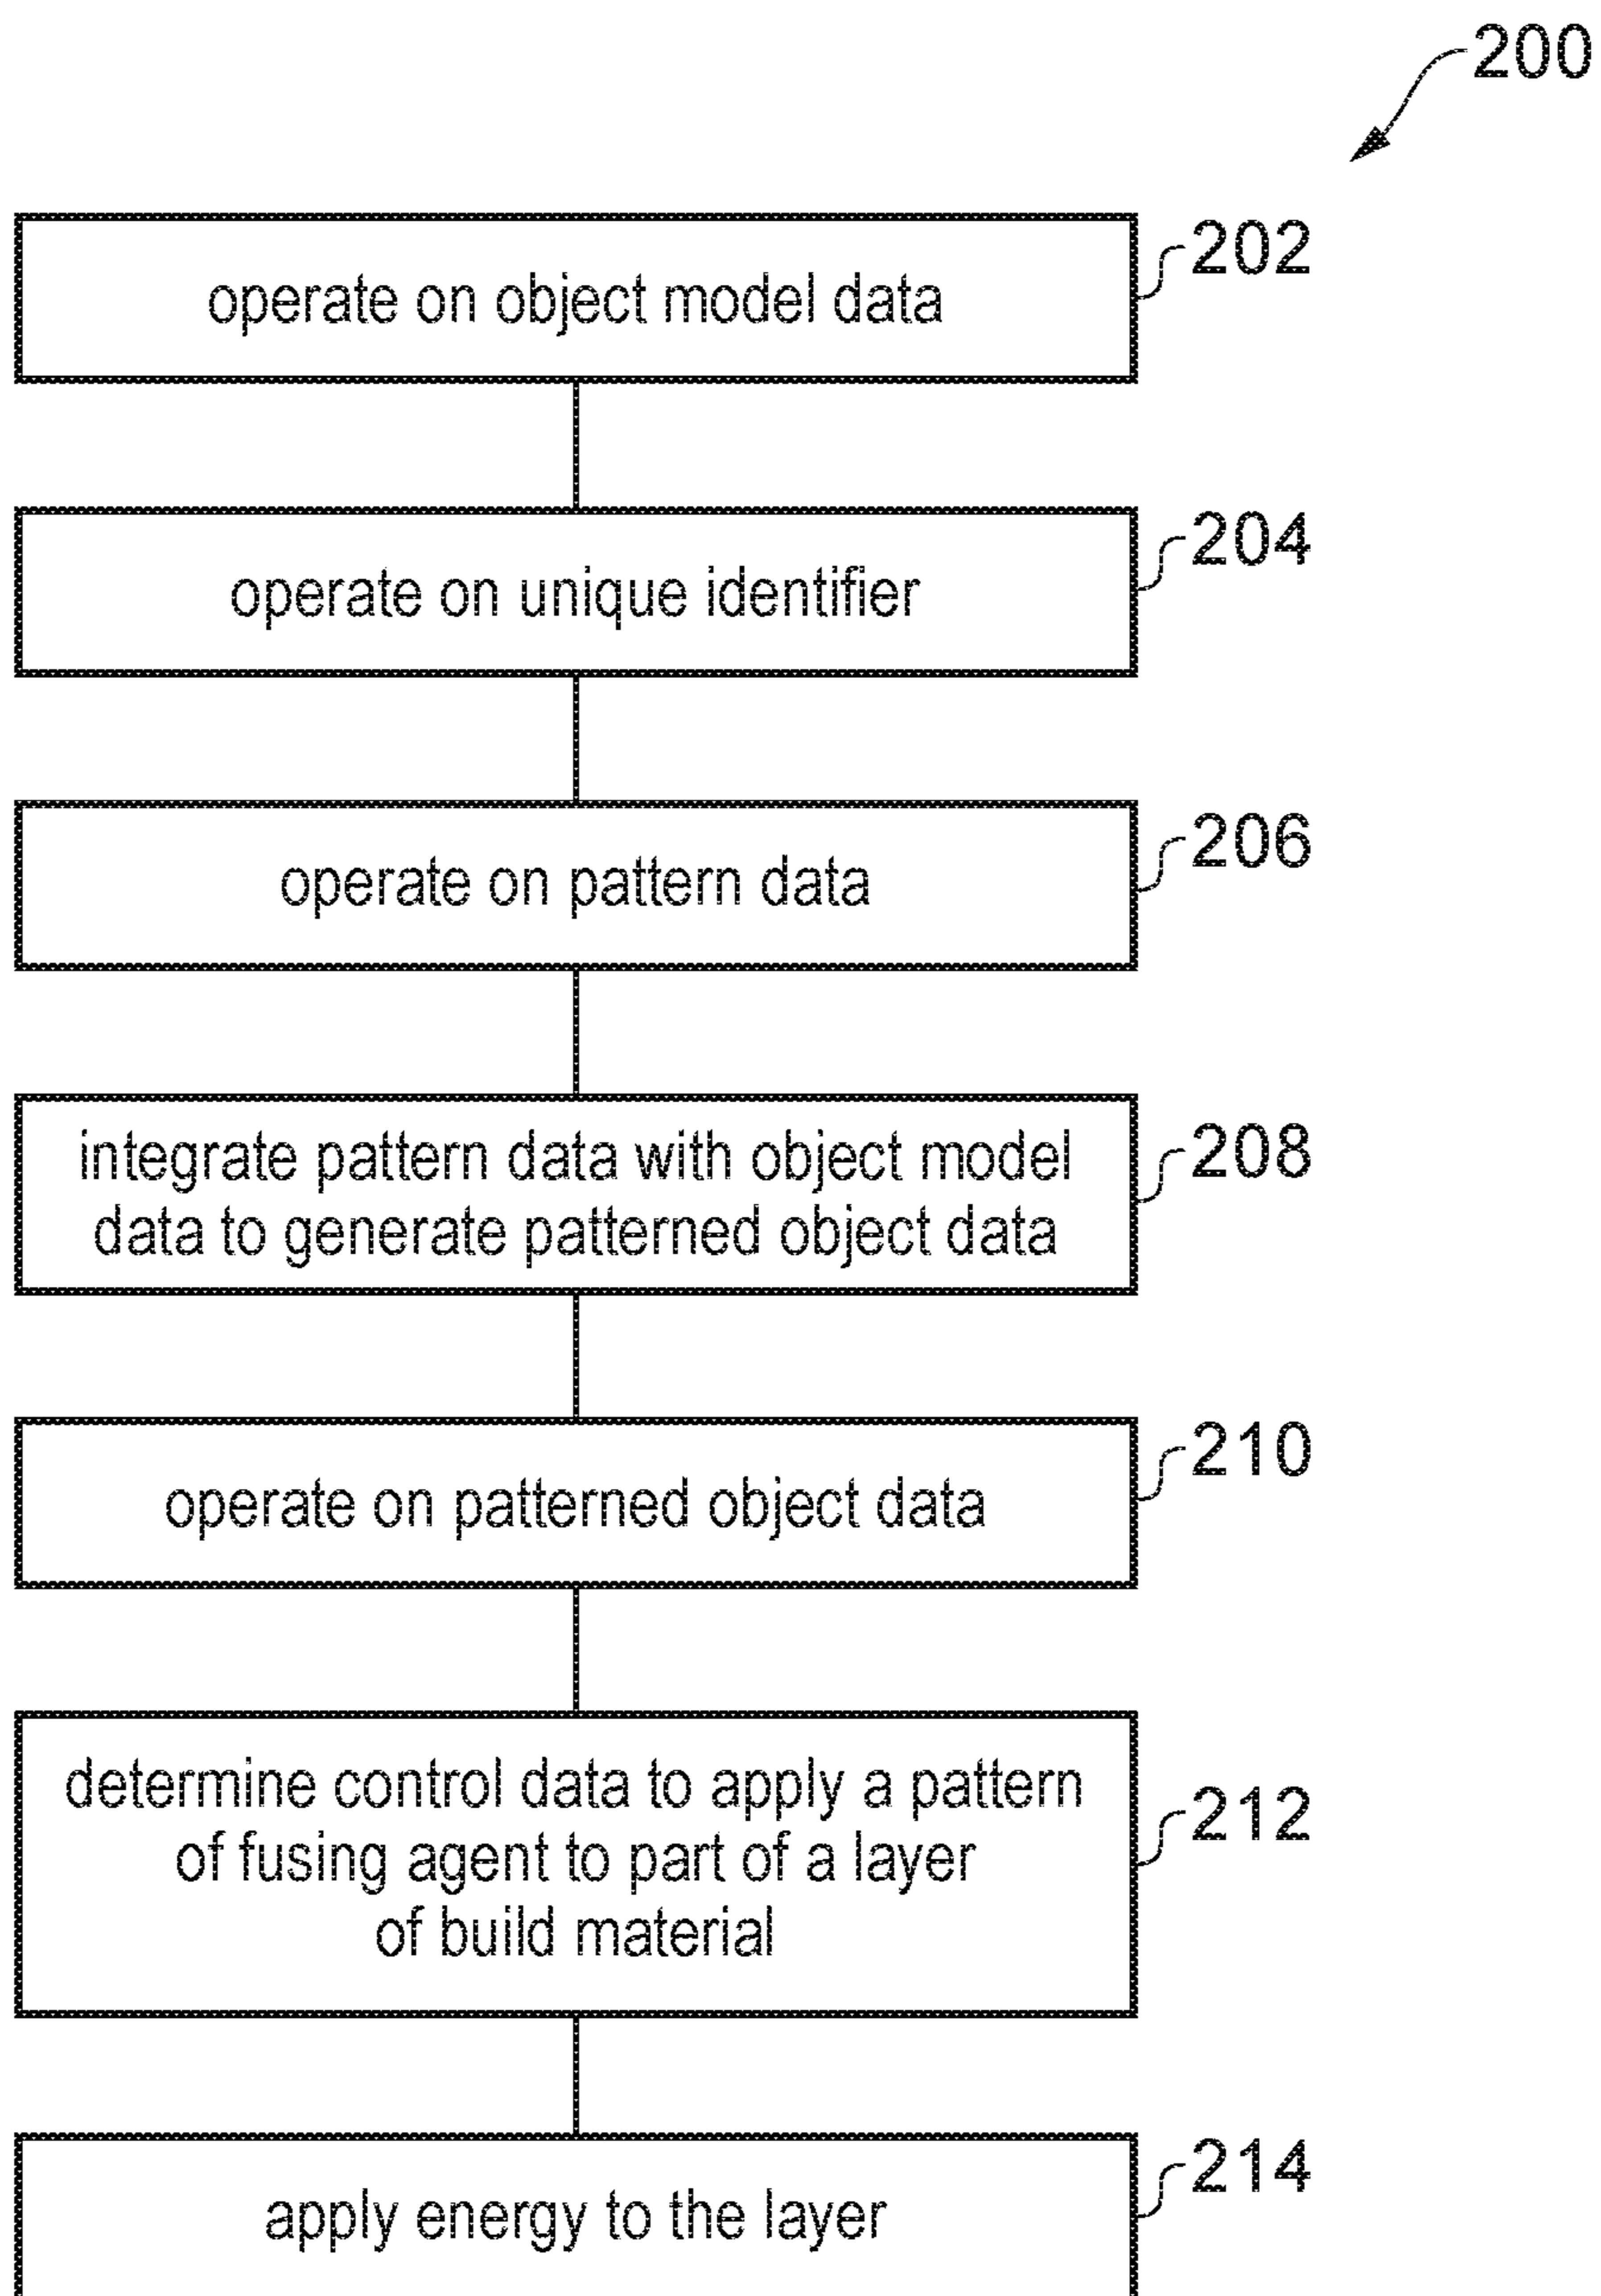 200
202
operate on object model data
204
operate on unique identifier
206
operate on pattern data
208
integrate pattern data with object model
data to generate patterned object data
210
operate on patterned object data
212
determine control data to apply a pattern
of fusing agent to part of a layer
of build material
214
apply energy to the layer